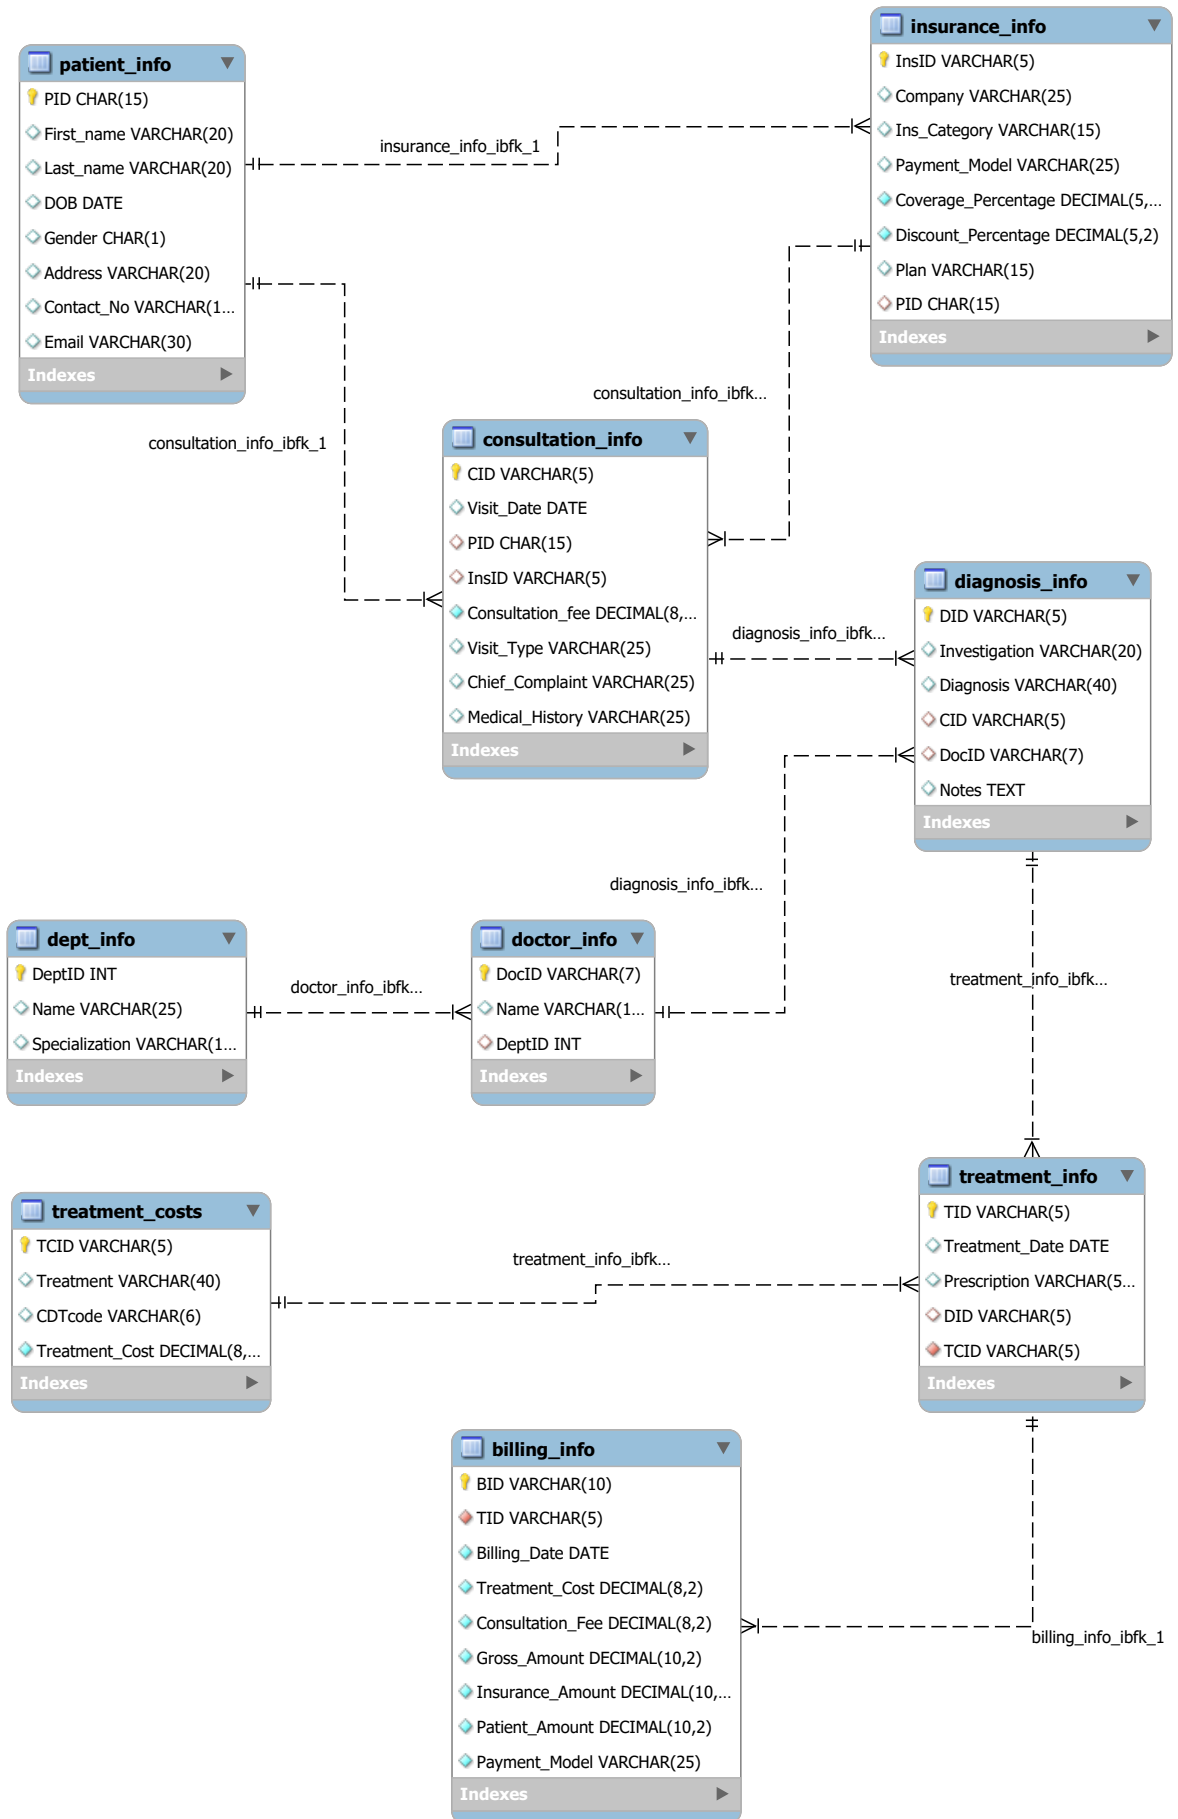 patient_info
PID CHAR(15)
First_name VARCHAR(20)
Last_name VARCHAR(20)
DOB DATE
Gender CHAR(1)
Address VARCHAR(20)
Contact_No VARCHAR(1...
Email VARCHAR(30)
Indexes
insurance_info_ibfk_1
insurance_info
InsID VARCHAR(5)
Company VARCHAR(25)
Ins_Category VARCHAR(15)
Payment_Model VARCHAR(25)
Coverage_Percentage DECIMAL(5,...
Discount_Percentage DECIMAL(5,2)
Plan VARCHAR(15)
PID CHAR(15)
Indexes
consultation_info_ibfk...
consultation_info_ibfk_1
consultation_info
CID VARCHAR(5)
Visit_Date DATE
PID CHAR(15)
InsID VARCHAR(5)
Consultation_fee DECIMAL(8,...
Visit_Type VARCHAR(25)
Chief_Complaint VARCHAR(25)
Medical_History VARCHAR(25)
Indexes
diagnosis_info_ibfk...
diagnosis_info
DID VARCHAR(5)
Investigation VARCHAR(20)
Diagnosis VARCHAR(40)
CID VARCHAR(5)
DocID VARCHAR(7)
Notes TEXT
Indexes
diagnosis_info_ibfk...
dept_info
DeptID INT
Name VARCHAR(25)
Specialization VARCHAR(1...
Indexes
doctor_info_ibfk...
doctor_info
DocID VARCHAR(7)
Name VARCHAR(1...
DeptID INT
Indexes
treatment_info_ibfk...
treatment_costs
TCID VARCHAR(5)
Treatment VARCHAR(40)
CDTcode VARCHAR(6)
Treatment_Cost DECIMAL(8,...
Indexes
treatment_info_ibfk...
treatment_info
TID VARCHAR(5)
Treatment_Date DATE
Prescription VARCHAR(5...
DID VARCHAR(5)
TCID VARCHAR(5)
Indexes
billing_info
BID VARCHAR(10)
TID VARCHAR(5)
Billing_Date DATE
Treatment_Cost DECIMAL(8,2)
Consultation_Fee DECIMAL(8,2)
Gross_Amount DECIMAL(10,2)
Insurance_Amount DECIMAL(10,...
Patient_Amount DECIMAL(10,2)
Payment_Model VARCHAR(25)
Indexes
billing_info_ibfk_1